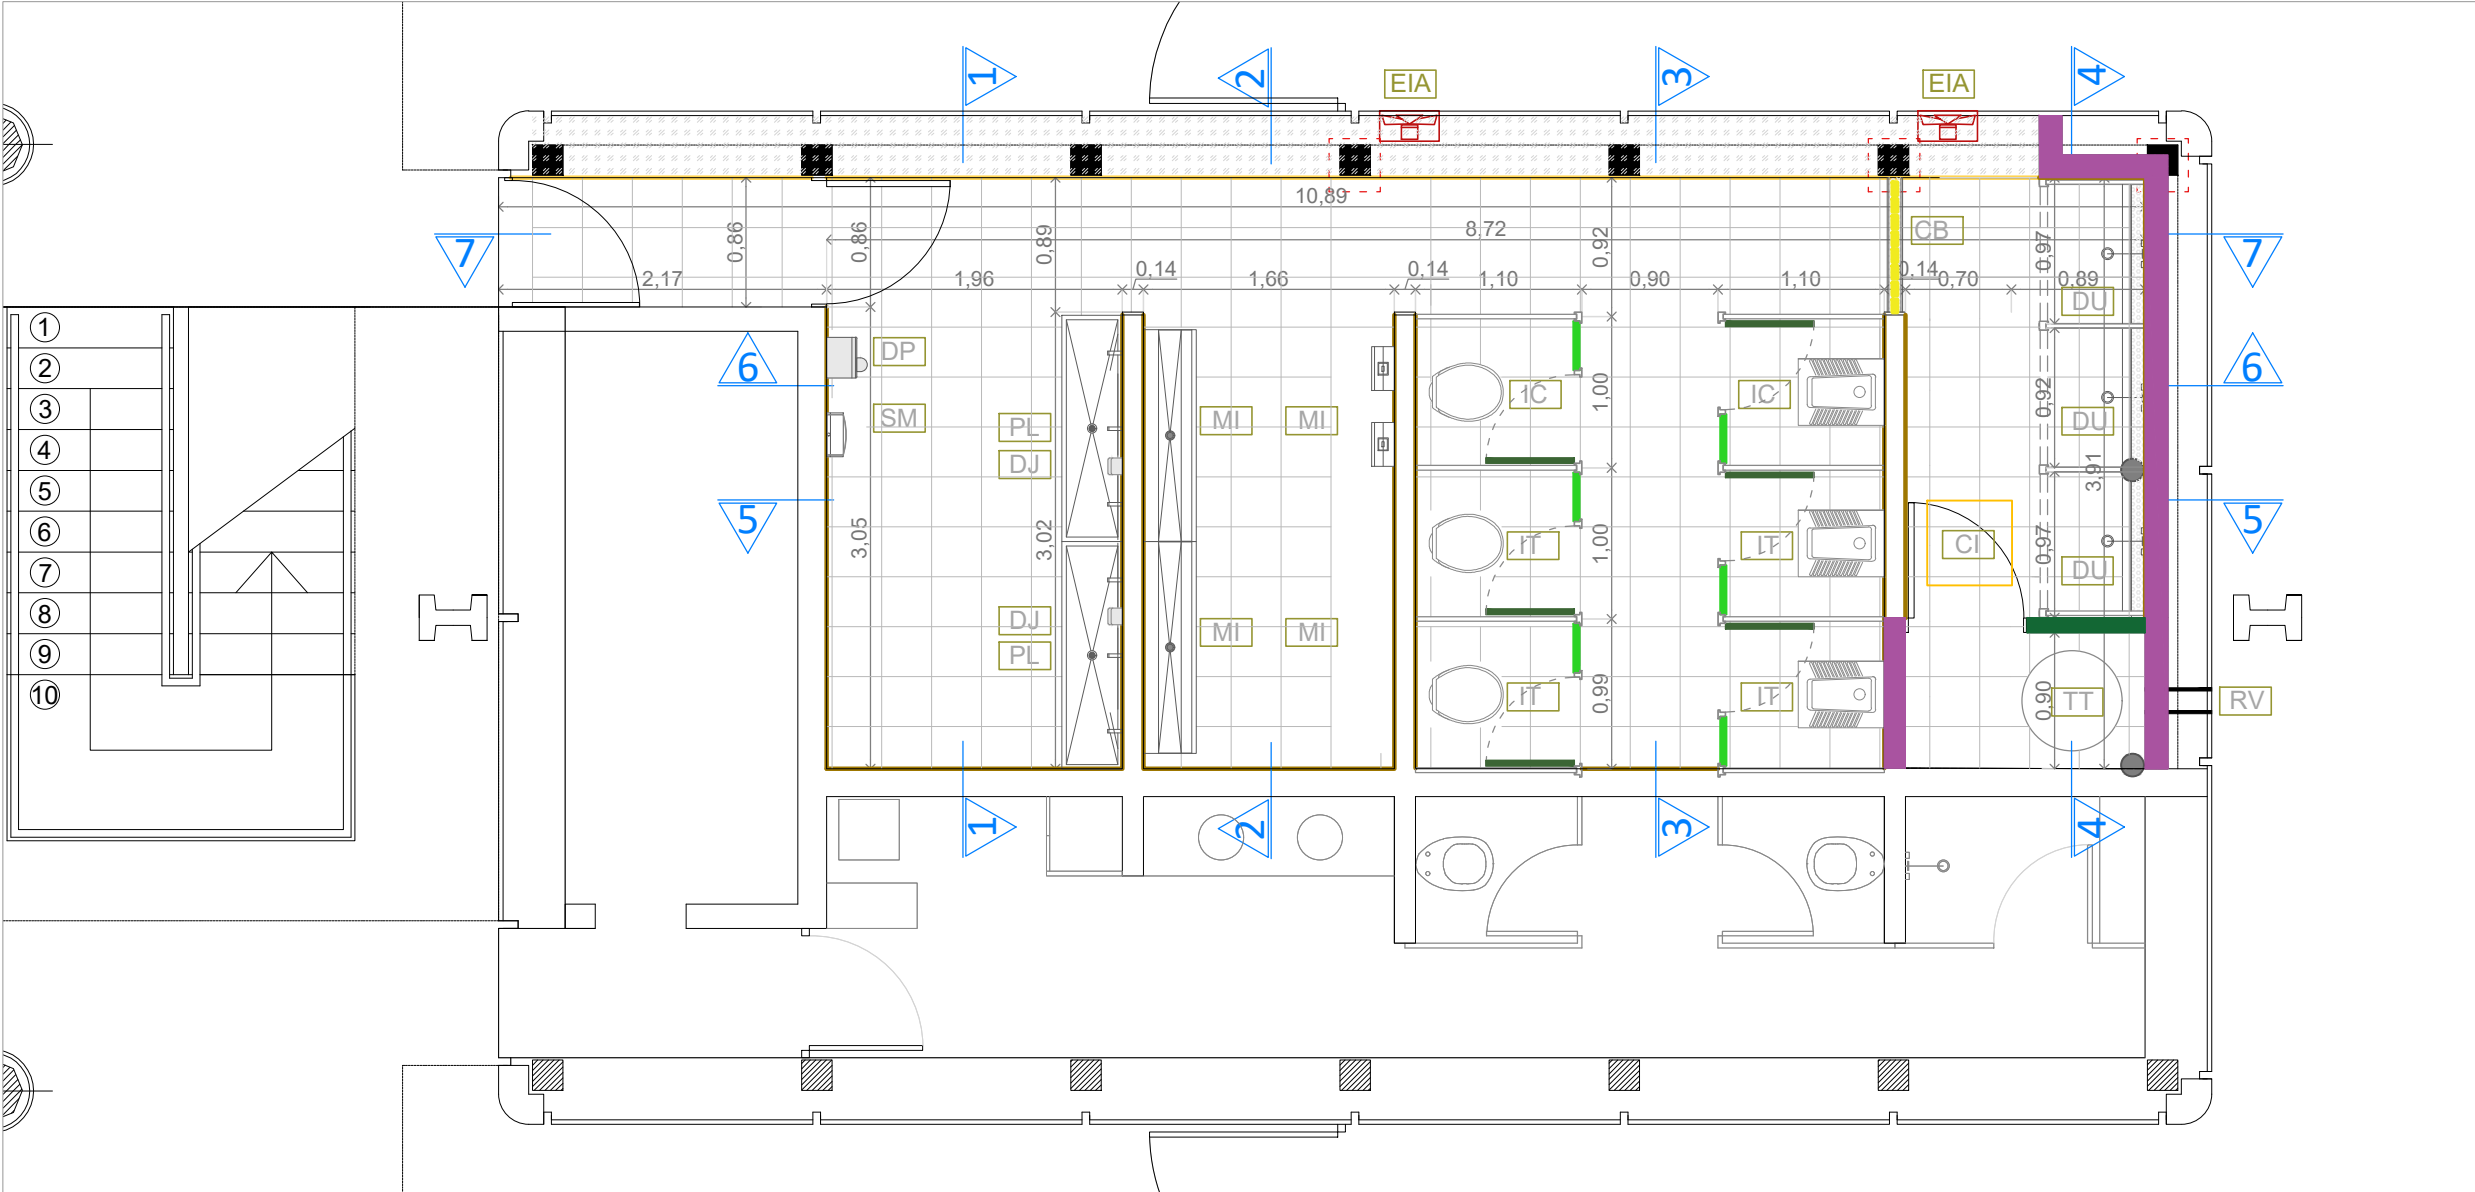 EIA EIA
1 2 3 4
10,89
8,72
7 0,86 0,86 0,89 0,92 CB 0,97 7
2,17 1,96 0,14 1,66 0,14 1,10 0,90 1,10 0,14 0,70 0,89
DU
1
2
3
4
5
6
7
8
9
10
6 DP 6
SM PL MI MI IC 1,00 IC 0,92 DU
DJ 3,91
5 5
3,05 3,02 IT 1,00 IT CI 0,97 DU
DJ MI MI
PL
IT 0,99 IT 0,90 TT RV
1 2 3 4